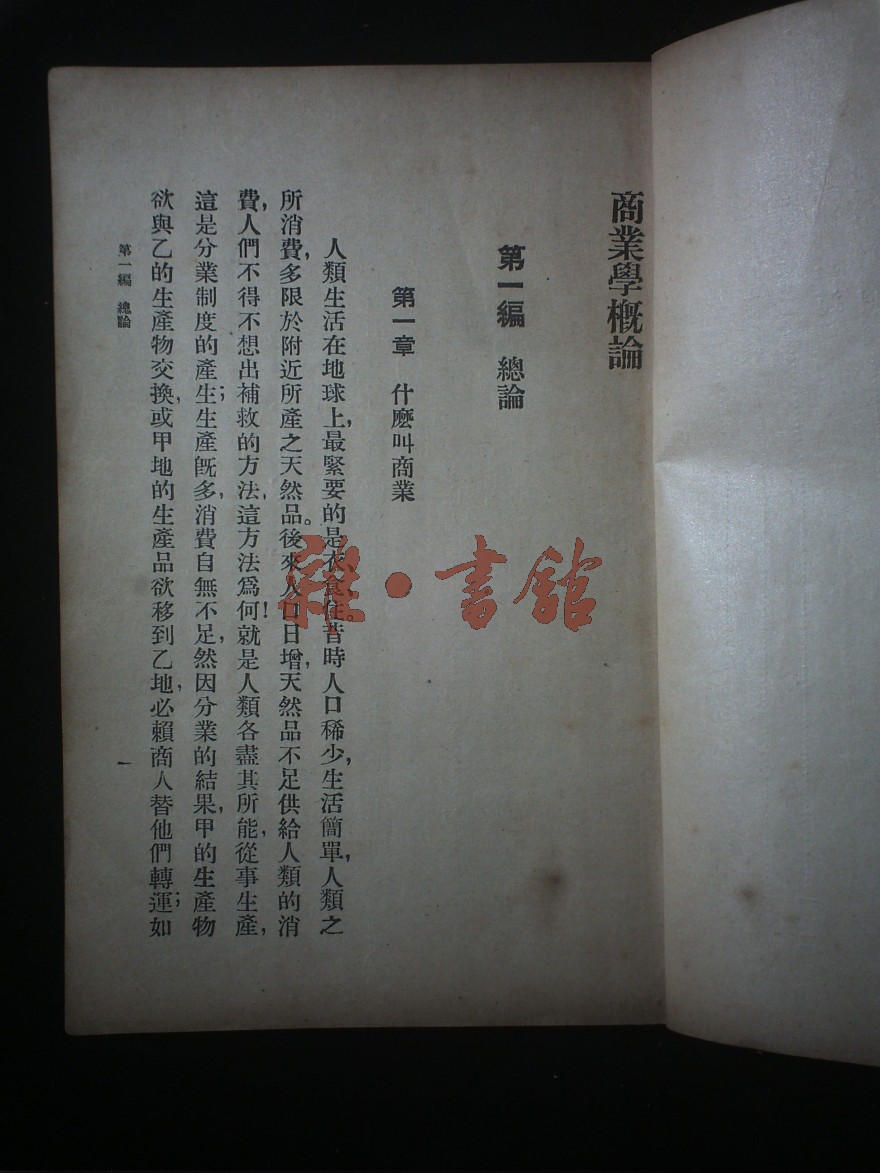 商業學概論
第一編 總論
第一章 什麼叫商業
人類生活在地球上，最緊要的是衣食住。昔時人口稀少，生活簡單，人類之
所消費，多限於附近所產之天然品。後來人口日增，天然品不足供給人類的消
費，人們不得不想出補救的方法，這方法爲何！就是人類各盡其所能，從事生產，
這是分業制度的產生；生產既多，消費自無不足，然因分業的結果，甲的生產物
欲與乙的生產物交換，或甲地的生產品欲移到乙地，必賴商人替他們轉運；如
第一編 總論
一
雜·書館